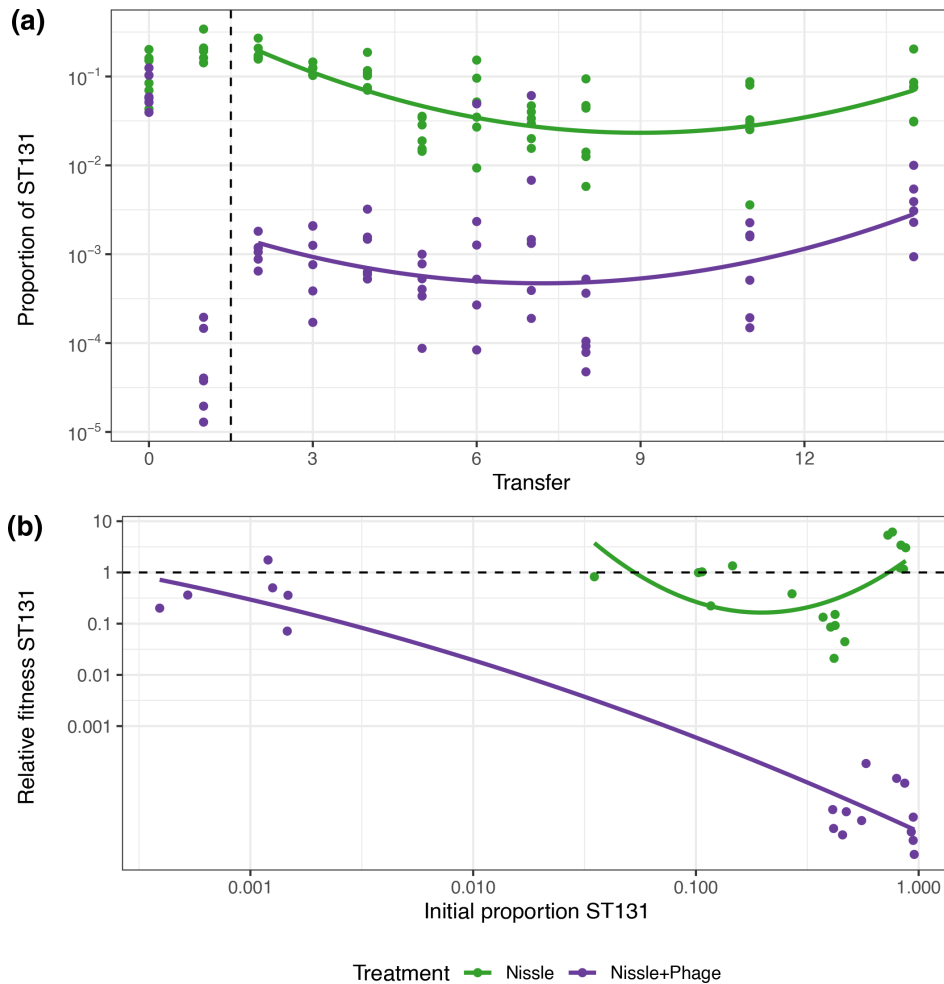 (a)
Proportion of ST131
10⁻¹
10⁻²
10⁻³
10⁻⁴
10⁻⁵
0 3 6 9 12
Transfer
(b)
Relative fitness ST131
10
1
0.1
0.01
0.001
0.001 0.010 0.100 1.000
Initial proportion ST131
Treatment Nissle Nissle+Phage